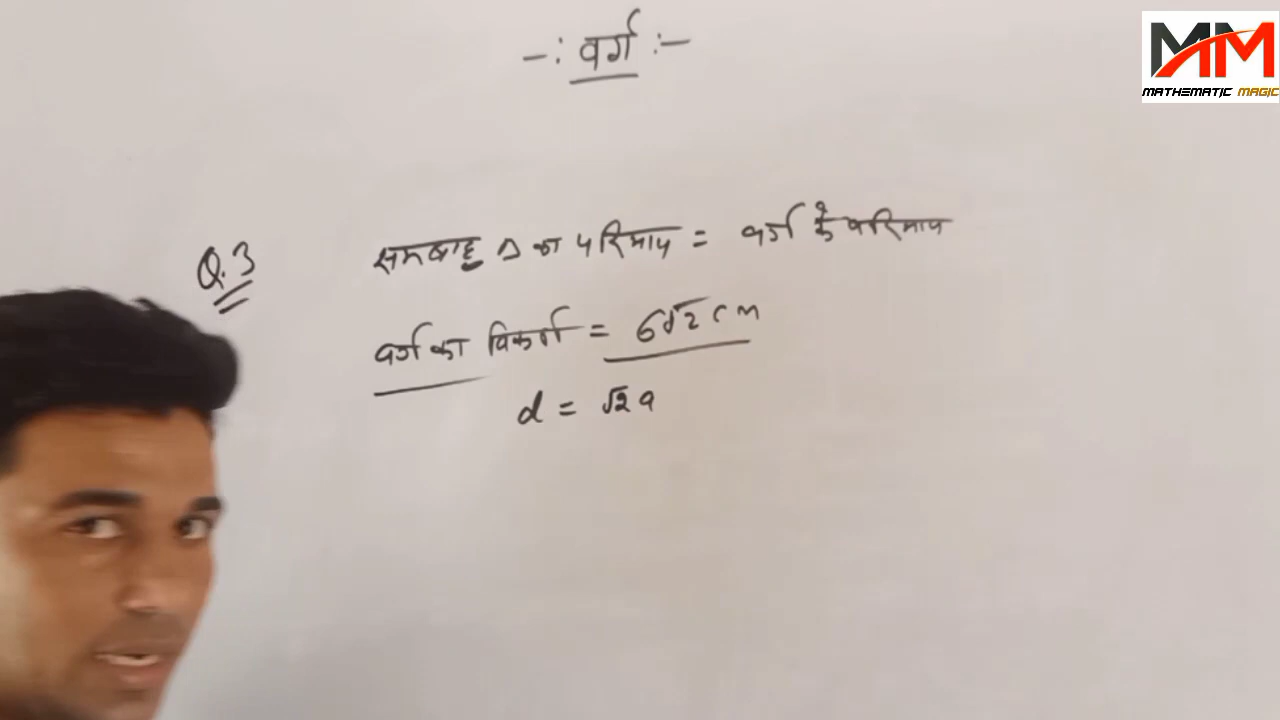 -: वर्ग :-
MM
MATHEMATIC MAGIC
Q.3 समबाहु Δ का परिमाप = वर्ग के परिमाप
वर्ग का विकर्ण = 6√2 cm
d = √2 a